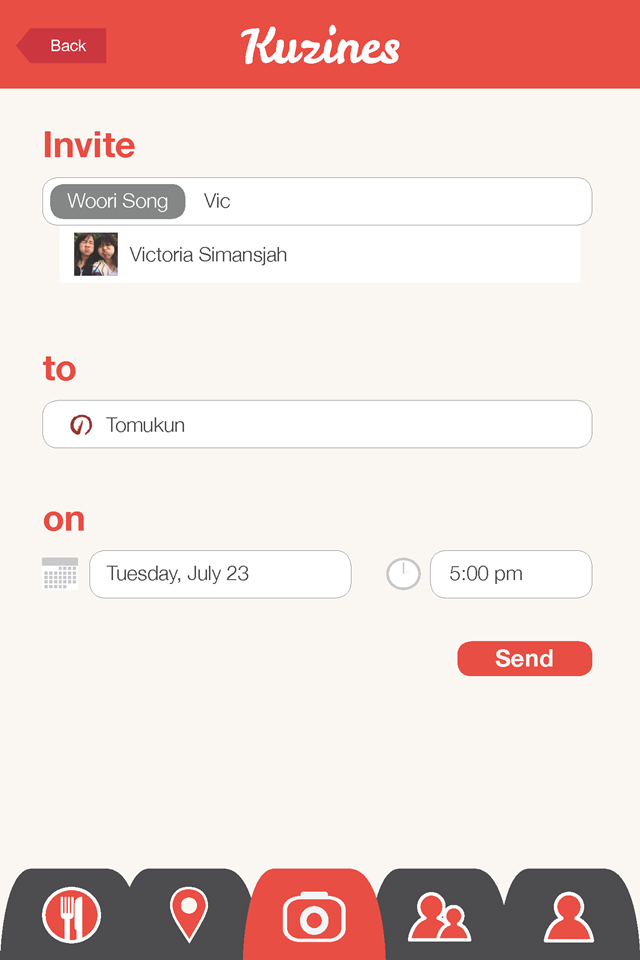 Back
Kuzines
Invite
Woori Song Vic
Victoria Simansjah
to
Tomukun
on
Tuesday, July 23 5:00 pm
Send